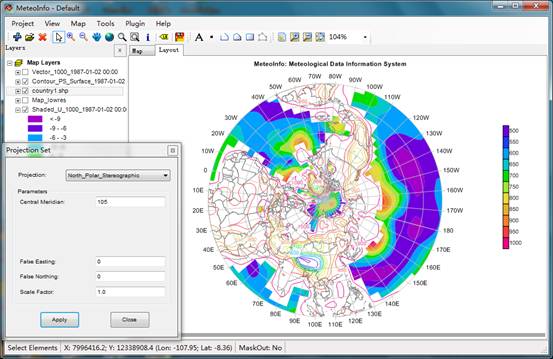 MeteoInfo - Default
Project View Map Tools Plugin Help
104%
Layers
Map Layout
Map Layers
Vector_1000_1987-01-02 00:00
Contour_PS_Surface_1987-01-02
country1.shp
Map_lowres
Shaded_U_1000_1987-01-02 00:00
< -9
-9 - -6
-6 - -3
MeteoInfo: Meteological Data Information System
160E 170E 180W 170W 160W
150E 150W
140W
130W
120W
110W
100W
20
10W
0
10E 90W
20E 80W
30E 70W
40E 60W
50E 50W
60E
70E
80E
90E 100E 110E 120E 130E 140E
500
600
650
700
750
800
850
900
950
1000
Projection Set
Projection: North_Polar_Stereographic
Parameters
Central Meridian: 105
False Easting: 0
False Northing: 0
Scale Factor: 1.0
Apply Close
Select Elements X: 7996416.2; Y: 12338908.4 (Lon: -107.95; Lat: -8.36) MaskOut: No